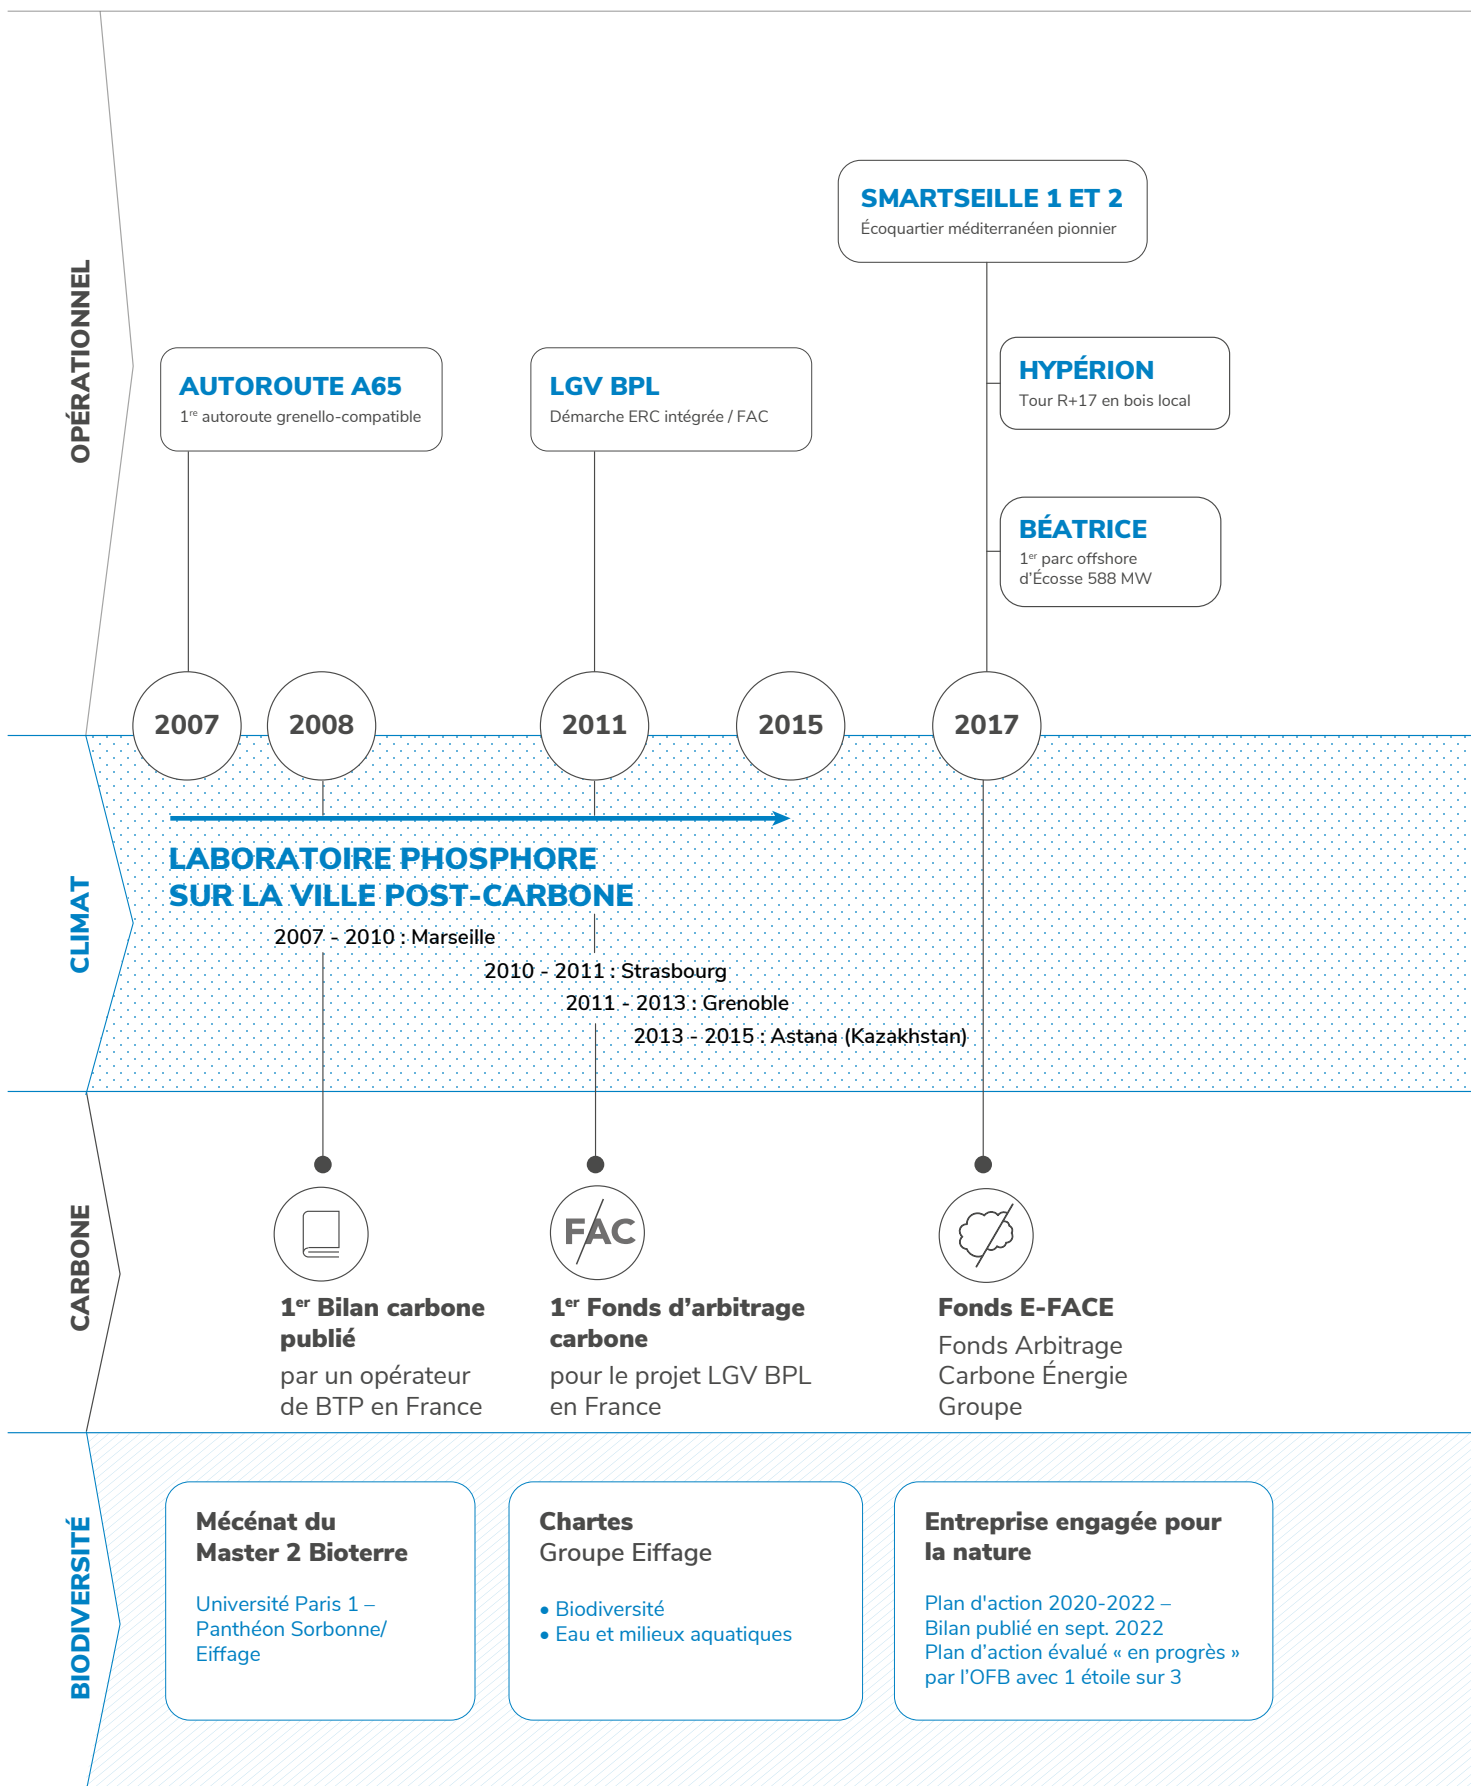 OPÉRATIONNEL
SMARTSEILLE 1 ET 2
Écoquartier méditerranéen pionnier
AUTOROUTE A65
1re autoroute grenello-compatible
LGV BPL
Démarche ERC intégrée / FAC
HYPÉRION
Tour R+17 en bois local
BÉATRICE
1er parc offshore
d'Écosse 588 MW
2007
2008
2011
2015
2017
CLIMAT
LABORATOIRE PHOSPHORE
SUR LA VILLE POST-CARBONE
2007 - 2010 : Marseille
2010 - 2011 : Strasbourg
2011 - 2013 : Grenoble
2013 - 2015 : Astana (Kazakhstan)
CARBONE
1er Bilan carbone
publié
par un opérateur
de BTP en France
FAC
1er Fonds d’arbitrage
carbone
pour le projet LGV BPL
en France
Fonds E-FACE
Fonds Arbitrage
Carbone Énergie
Groupe
BIODIVERSITÉ
Mécénat du
Master 2 Bioterre
Université Paris 1 –
Panthéon Sorbonne/
Eiffage
Chartes
Groupe Eiffage
• Biodiversité
• Eau et milieux aquatiques
Entreprise engagée pour
la nature
Plan d'action 2020-2022 –
Bilan publié en sept. 2022
Plan d’action évalué « en progrès »
par l’OFB avec 1 étoile sur 3